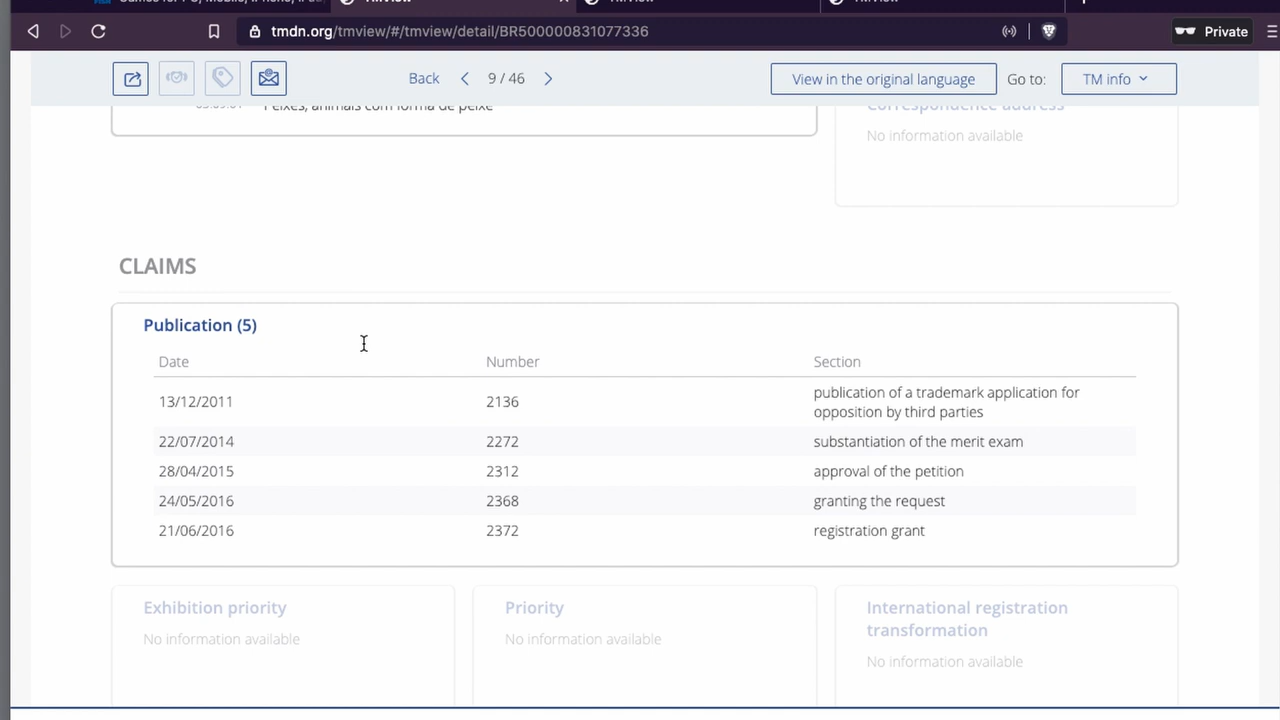 tmdn.org/tmview/#/tmview/detail/BR500000831077336
Private
Back
9 / 46
View in the original language
Go to:
TM info
Peixes, animais com forma de peixe
Correspondence address
No information available
CLAIMS
Publication (5)
Date Number Section
13/12/2011 2136 publication of a trademark application for
opposition by third parties
22/07/2014 2272 substantiation of the merit exam
28/04/2015 2312 approval of the petition
24/05/2016 2368 granting the request
21/06/2016 2372 registration grant
Exhibition priority
No information available
Priority
No information available
International registration
transformation
No information available